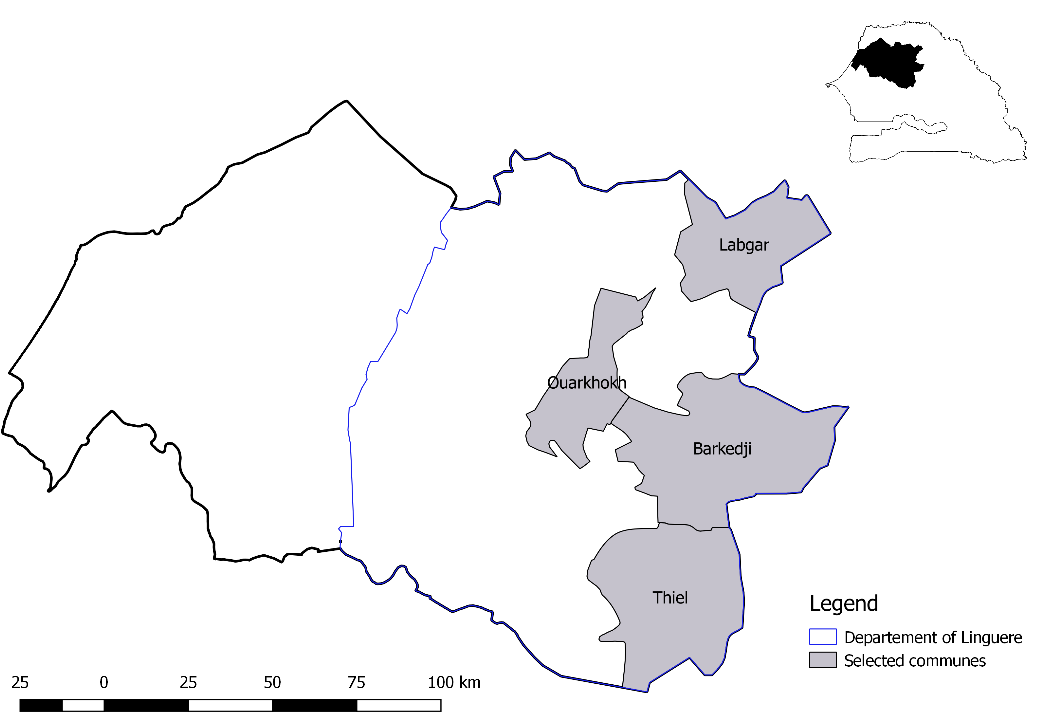 Labgar
Ouarkhokh
Barkedji
Thiel
Legend
Departement of Linguere
Selected communes
25 0 25 50 75 100 km